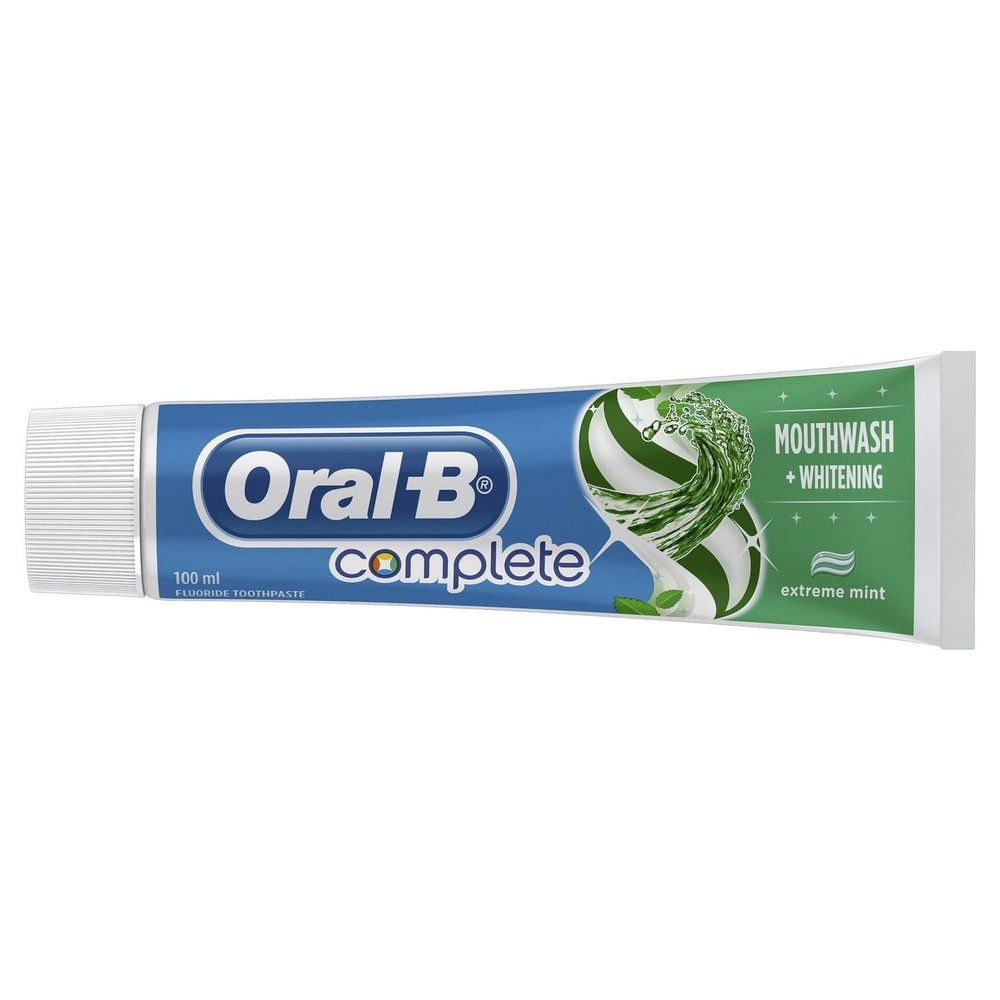 Oral-B®
complete
100 ml
FLUORIDE TOOTHPASTE
MOUTHWASH
+ WHITENING
extreme mint